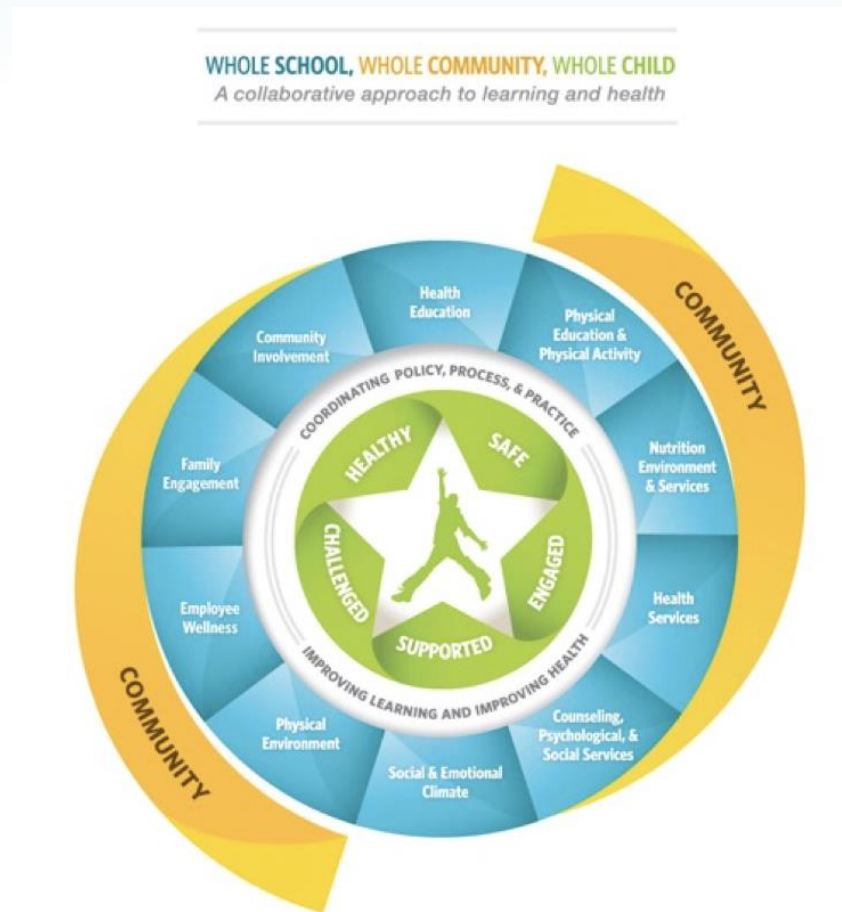 WHOLE SCHOOL, WHOLE COMMUNITY, WHOLE CHILD
A collaborative approach to learning and health
COMMUNITY
Health
Education
Physical
Education &
Physical Activity
Nutrition
Environment
& Services
Health
Services
Counseling,
Psychological, &
Social Services
Social & Emotional
Climate
Physical
Environment
Employee
Wellness
Family
Engagement
Community
Involvement
COORDINATING POLICY, PROCESS, & PRACTICE
IMPROVING LEARNING AND IMPROVING HEALTH
HEALTHY
SAFE
ENGAGED
SUPPORTED
CHALLENGED
COMMUNITY